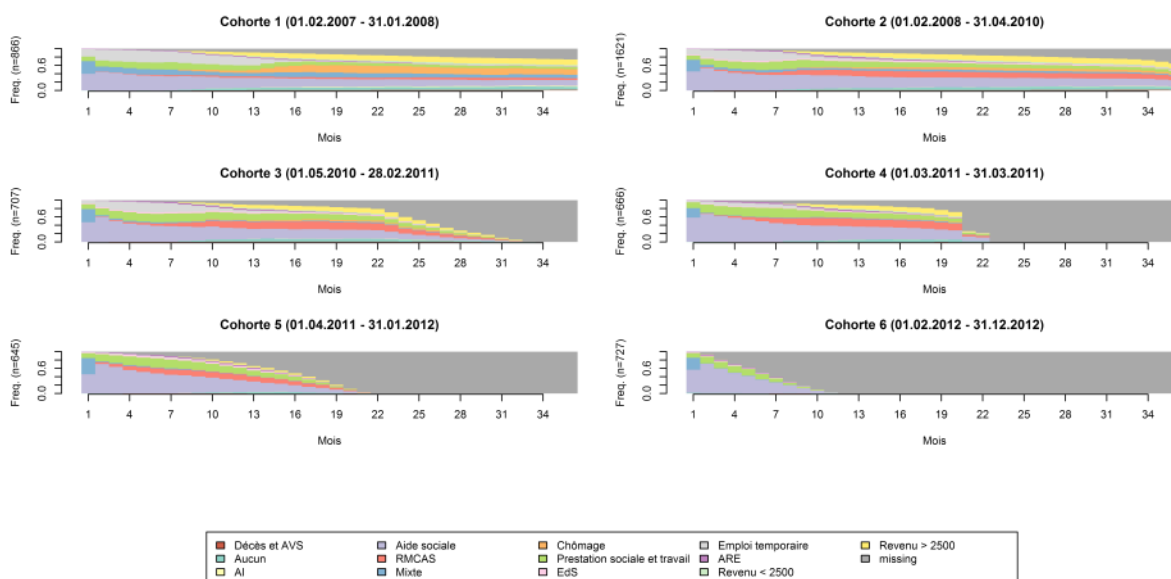 Cohorte 1 (01.02.2007 - 31.01.2008)
Freq. (n=866)
0.0 0.6
1 4 7 10 13 16 19 22 25 28 31 34
Mois
Cohorte 2 (01.02.2008 - 31.04.2010)
Freq. (n=1621)
0.0 0.6
1 4 7 10 13 16 19 22 25 28 31 34
Mois
Cohorte 3 (01.05.2010 - 28.02.2011)
Freq. (n=707)
0.0 0.6
1 4 7 10 13 16 19 22 25 28 31 34
Mois
Cohorte 4 (01.03.2011 - 31.03.2011)
Freq. (n=666)
0.0 0.6
1 4 7 10 13 16 19 22 25 28 31 34
Mois
Cohorte 5 (01.04.2011 - 31.01.2012)
Freq. (n=645)
0.0 0.6
1 4 7 10 13 16 19 22 25 28 31 34
Mois
Cohorte 6 (01.02.2012 - 31.12.2012)
Freq. (n=727)
0.0 0.6
1 4 7 10 13 16 19 22 25 28 31 34
Mois
Décès et AVS
Aucun
AI
Aide sociale
RMCAS
Mixte
Chômage
Prestation sociale et travail
EdS
Emploi temporaire
ARE
Revenu < 2500
Revenu > 2500
missing